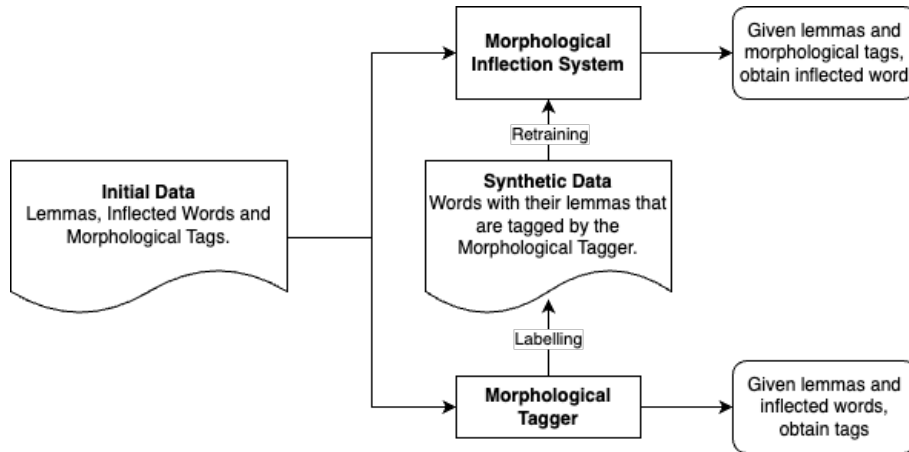 Morphological
Inflection System
Given lemmas and
morphological tags,
obtain inflected word
Retraining
Initial Data
Lemmas, Inflected Words and
Morphological Tags.
Synthetic Data
Words with their lemmas that
are tagged by the
Morphological Tagger.
Labelling
Morphological
Tagger
Given lemmas and
inflected words,
obtain tags